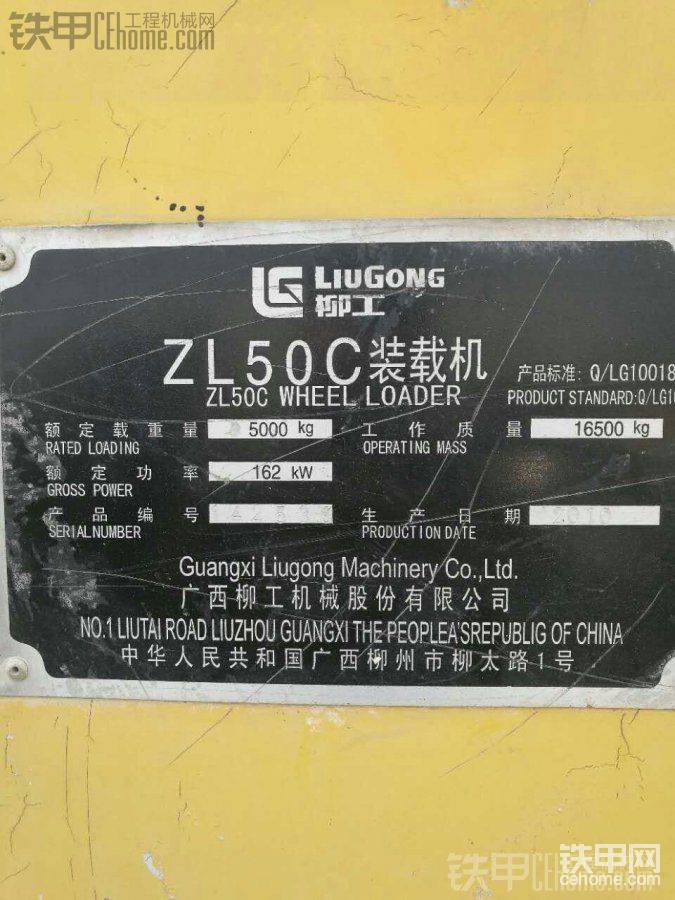 铁甲 工程机械网
CEhome.com
LG LIUGONG
柳工
ZL50C装载机
ZL50C WHEEL LOADER
产品标准: Q/LG10018
PRODUCT STANDARD:Q/LG10
额定载重量 5000 kg 工作质量 16500 kg
RATED LOADING OPERATING MASS
额定功率 162 kW
GROSS POWER
产品编号 生产日期 2010
SERIALNUMBER PRODUCTION DATE
Guangxi Liugong Machinery Co.,Ltd.
广西柳工机械股份有限公司
NO.1 LIUTAI ROAD LIUZHOU GUANGXI THE PEOPLEA'SREPUBLIG OF CHINA
中华人民共和国广西柳州市柳太路1号
铁甲网
cehome.com